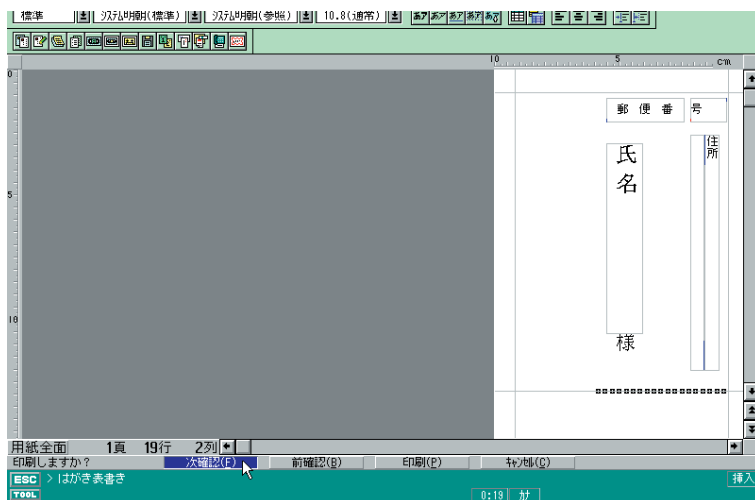 標準 システム明朝(標準) システム明朝(参照) 10.8(通常)
10 5 cm
0
郵便番号
住所
氏名
5
10
様
用紙全面 1頁 19行 2列
印刷しますか? 次確認(F) 前確認(B) 印刷(P) キャンセル(C)
ESC >はがき表書き 挿入
TOOL 0:19 カナ